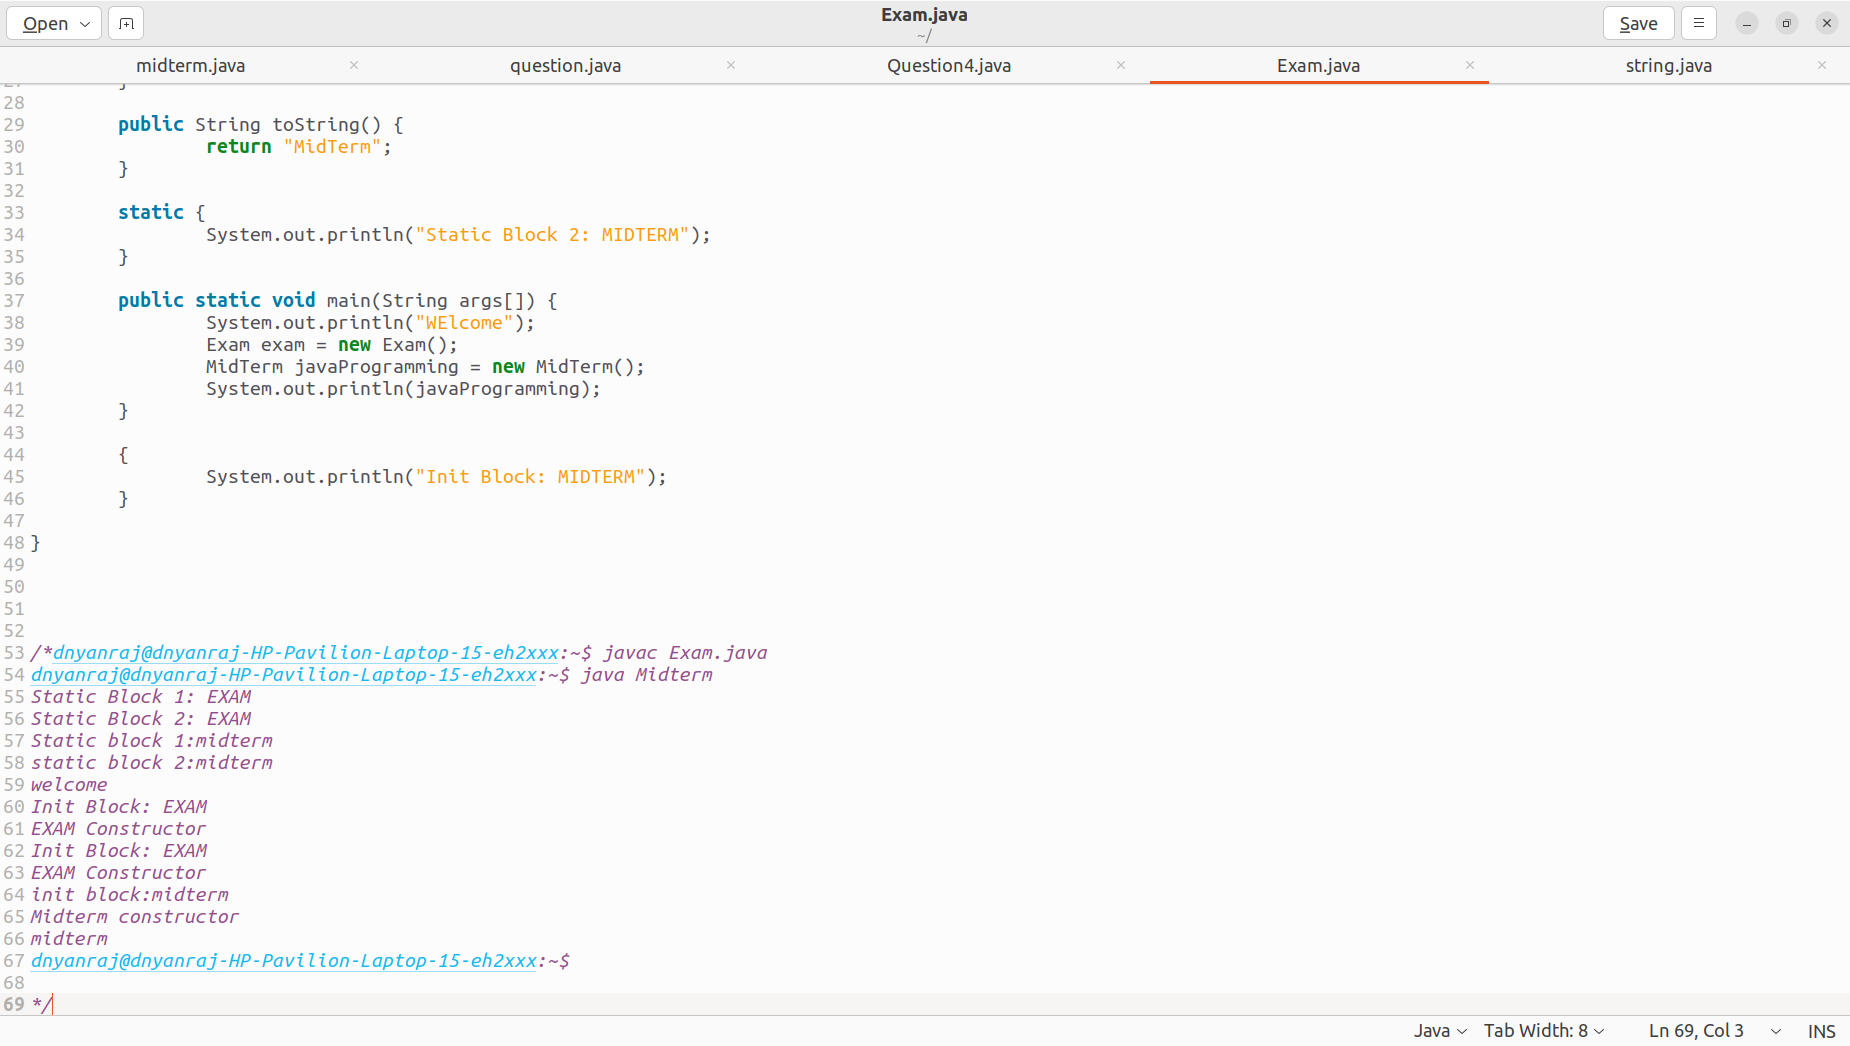 Open
Exam.java
~/
Save
midterm.java
question.java
Question4.java
Exam.java
string.java
28
29 public String toString() {
30 return "MidTerm";
31 }
32
33 static {
34 System.out.println("Static Block 2: MIDTERM");
35 }
36
37 public static void main(String args[]) {
38 System.out.println("WElcome");
39 Exam exam = new Exam();
40 MidTerm javaProgramming = new MidTerm();
41 System.out.println(javaProgramming);
42 }
43
44 {
45 System.out.println("Init Block: MIDTERM");
46 }
47
48 }
49
50
51
52
53 /*dnyanraj@dnyanraj-HP-Pavilion-Laptop-15-eh2xxx:~$ javac Exam.java
54 dnyanraj@dnyanraj-HP-Pavilion-Laptop-15-eh2xxx:~$ java Midterm
55 Static Block 1: EXAM
56 Static Block 2: EXAM
57 Static block 1:midterm
58 static block 2:midterm
59 welcome
60 Init Block: EXAM
61 EXAM Constructor
62 Init Block: EXAM
63 EXAM Constructor
64 init block:midterm
65 Midterm constructor
66 midterm
67 dnyanraj@dnyanraj-HP-Pavilion-Laptop-15-eh2xxx:~$
68
69 */
Java
Tab Width: 8
Ln 69, Col 3
INS